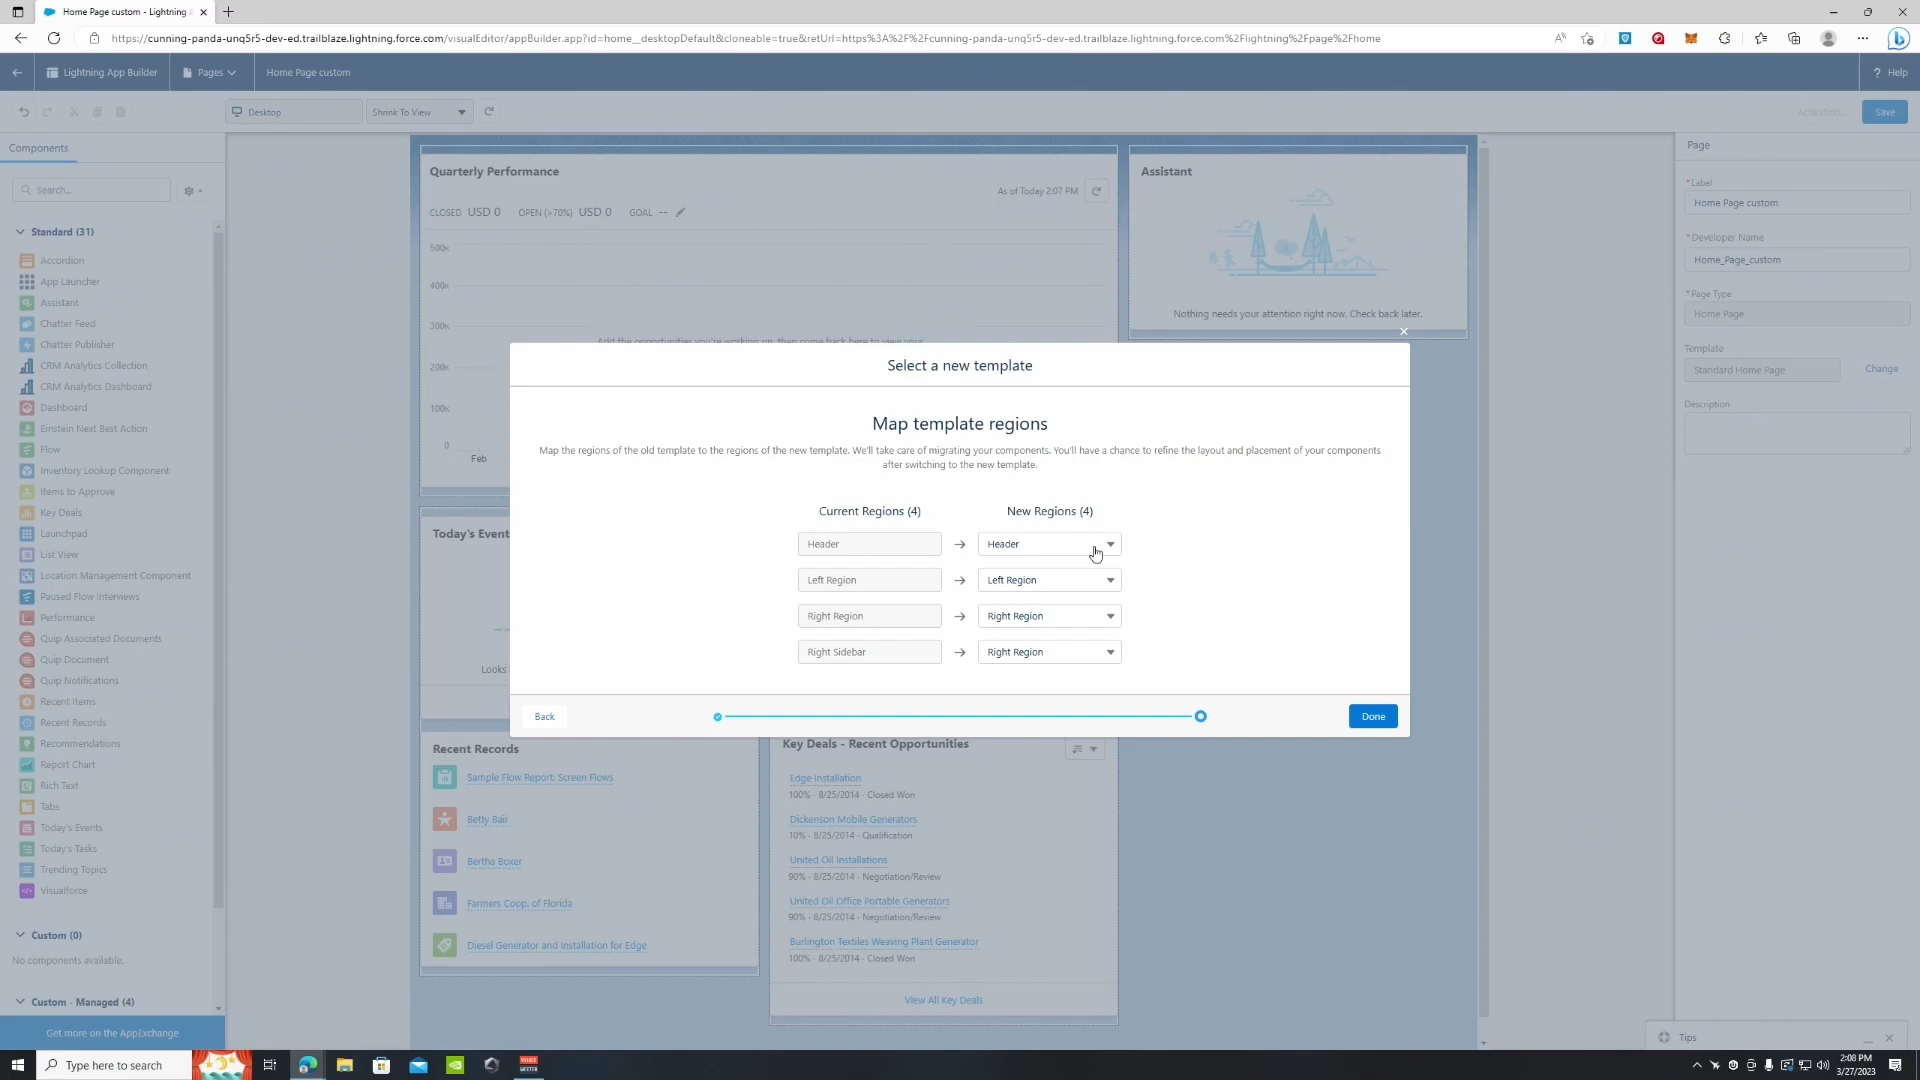 Home Page custom - Lightning A
https://cunning-panda-unq5r5-dev-ed.trailblaze.lightning.force.com/visualEditor/appBuilder.app?id=home__desktopDefault&cloneable=true&retUrl=https%3A%2F%2Fcunning-panda-unq5r5-dev-ed.trailblaze.lightning.force.com%2Flightning%2Fpage%2Fhome
Lightning App Builder
Pages
Home Page custom
? Help
Desktop
Shrink To View
Activation...
Save
Components
Search...
Standard (31)
Accordion
App Launcher
Assistant
Chatter Feed
Chatter Publisher
CRM Analytics Collection
CRM Analytics Dashboard
Dashboard
Einstein Next Best Action
Flow
Inventory Lookup Component
Items to Approve
Key Deals
Launchpad
List View
Location Management Component
Paused Flow Interviews
Performance
Quip Associated Documents
Quip Document
Quip Notifications
Recent Items
Recent Records
Recommendations
Report Chart
Rich Text
Tabs
Today's Events
Today's Tasks
Trending Topics
Visualforce
Custom (0)
No components available.
Custom - Managed (4)
Get more on the AppExchange
Quarterly Performance
As of Today 2:07 PM
CLOSED USD 0 OPEN (>70%) USD 0 GOAL --
500K
400K
300K
200K
100K
0
Feb
Add the opportunities you're working on, then come back here to view your
Assistant
Nothing needs your attention right now. Check back later.
Today's Event
Looks
Select a new template
Map template regions
Map the regions of the old template to the regions of the new template. We'll take care of migrating your components. You'll have a chance to refine the layout and placement of your components
after switching to the new template.
Current Regions (4) New Regions (4)
Header → Header
Left Region → Left Region
Right Region → Right Region
Right Sidebar → Right Region
Back
Done
Recent Records
Sample Flow Report: Screen Flows
Betty Bair
Bertha Boxer
Farmers Coop. of Florida
Diesel Generator and Installation for Edge
Key Deals - Recent Opportunities
Edge Installation
100% · 8/25/2014 · Closed Won
Dickenson Mobile Generators
10% · 8/25/2014 · Qualification
United Oil Installations
90% · 8/25/2014 · Negotiation/Review
United Oil Office Portable Generators
90% · 8/25/2014 · Negotiation/Review
Burlington Textiles Weaving Plant Generator
100% · 8/25/2014 · Closed Won
View All Key Deals
Page
*Label
Home Page custom
*Developer Name
Home_Page_custom
*Page Type
Home Page
Template
Standard Home Page
Change
Description
Tips
Type here to search
2:08 PM
3/27/2023